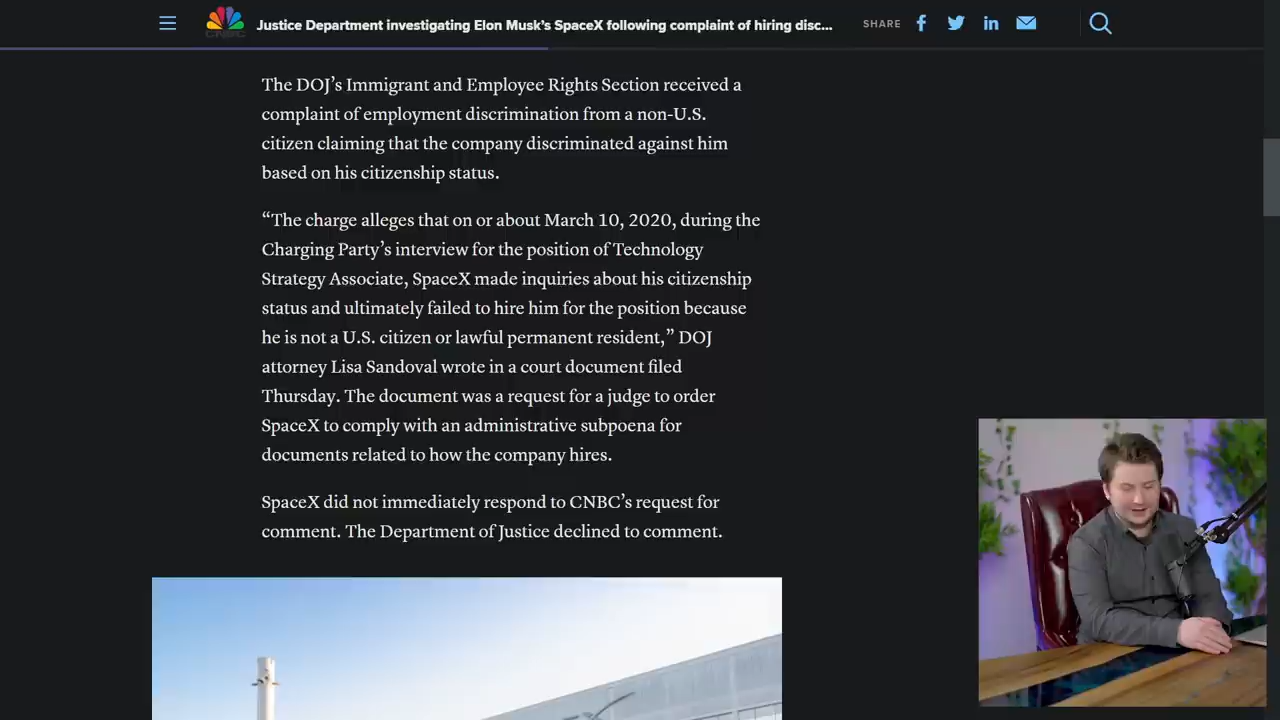 CNBC
Justice Department investigating Elon Musk’s SpaceX following complaint of hiring disc...
SHARE
The DOJ’s Immigrant and Employee Rights Section received a
complaint of employment discrimination from a non-U.S.
citizen claiming that the company discriminated against him
based on his citizenship status.
“The charge alleges that on or about March 10, 2020, during the
Charging Party’s interview for the position of Technology
Strategy Associate, SpaceX made inquiries about his citizenship
status and ultimately failed to hire him for the position because
he is not a U.S. citizen or lawful permanent resident,” DOJ
attorney Lisa Sandoval wrote in a court document filed
Thursday. The document was a request for a judge to order
SpaceX to comply with an administrative subpoena for
documents related to how the company hires.
SpaceX did not immediately respond to CNBC’s request for
comment. The Department of Justice declined to comment.